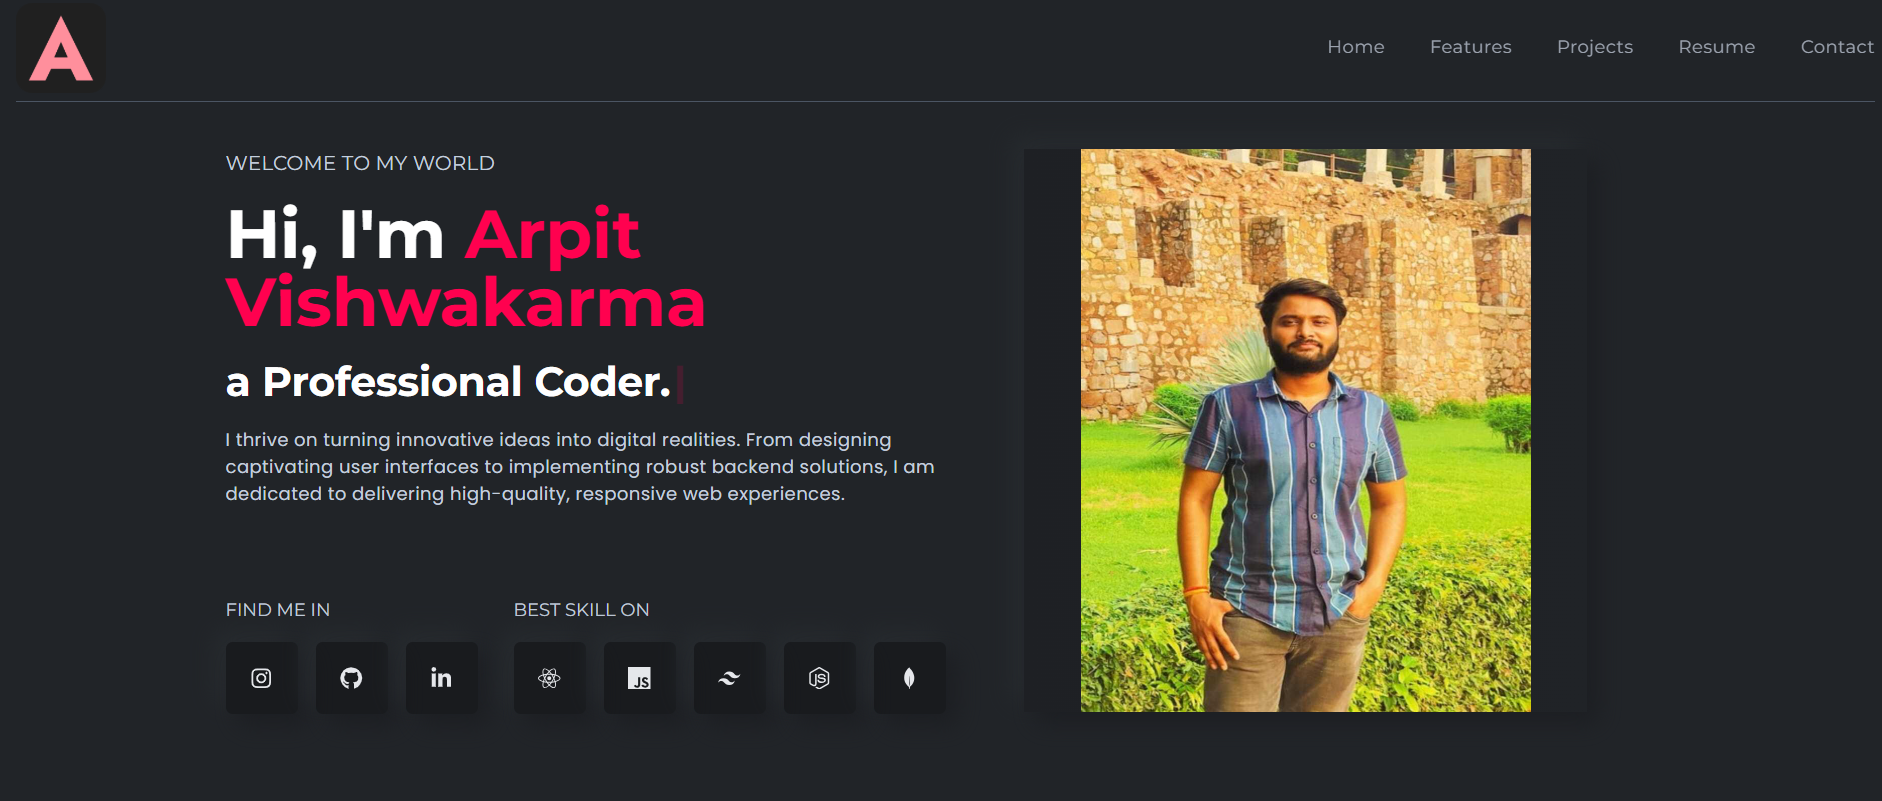 A
Home Features Projects Resume Contact
WELCOME TO MY WORLD
Hi, I'm Arpit
Vishwakarma
a Professional Coder.
I thrive on turning innovative ideas into digital realities. From designing
captivating user interfaces to implementing robust backend solutions, I am
dedicated to delivering high-quality, responsive web experiences.
FIND ME IN
BEST SKILL ON
in
JS
JS